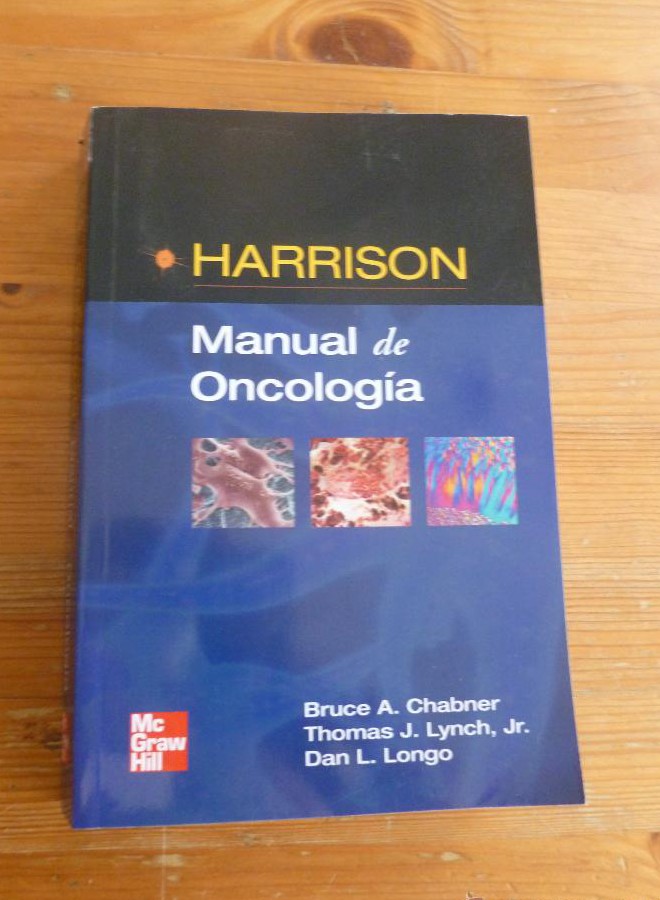 HARRISON
Manual de
Oncología
Bruce A. Chabner
Thomas J. Lynch, Jr.
Dan L. Longo
Mc
Graw
Hill